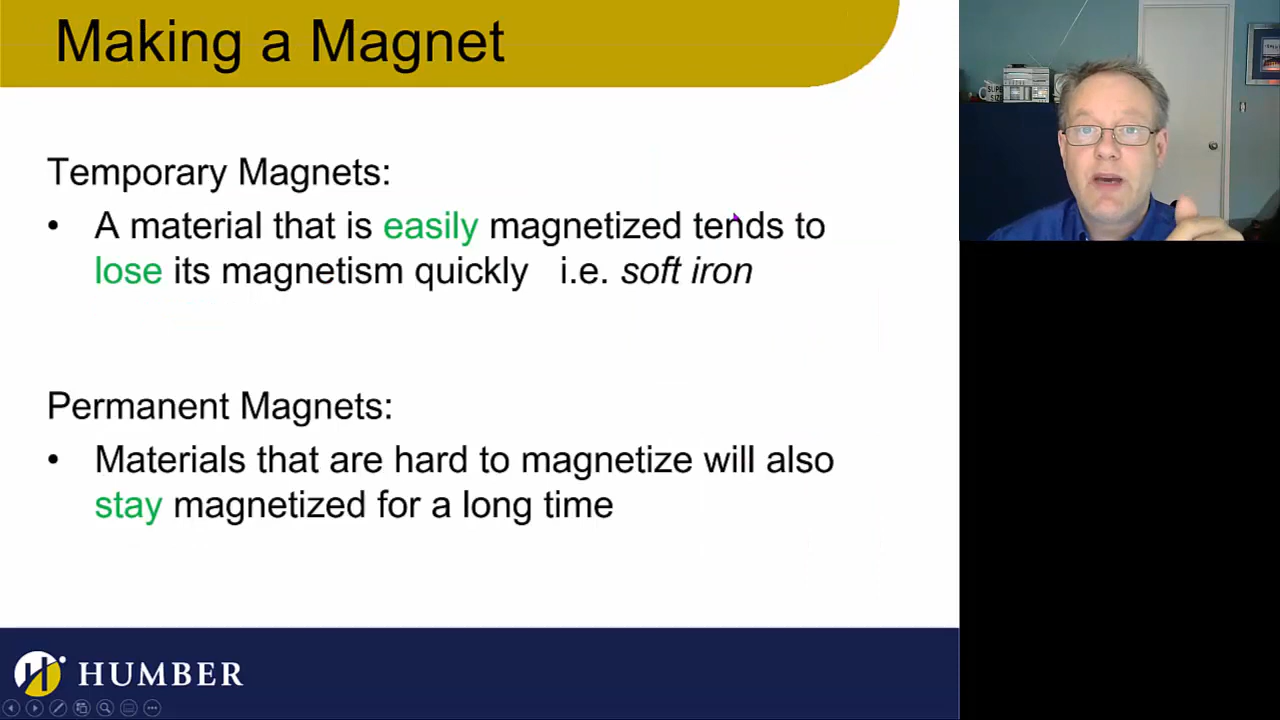 Making a Magnet
Temporary Magnets:
• A material that is easily magnetized tends to
lose its magnetism quickly i.e. soft iron
Permanent Magnets:
• Materials that are hard to magnetize will also
stay magnetized for a long time
HUMBER